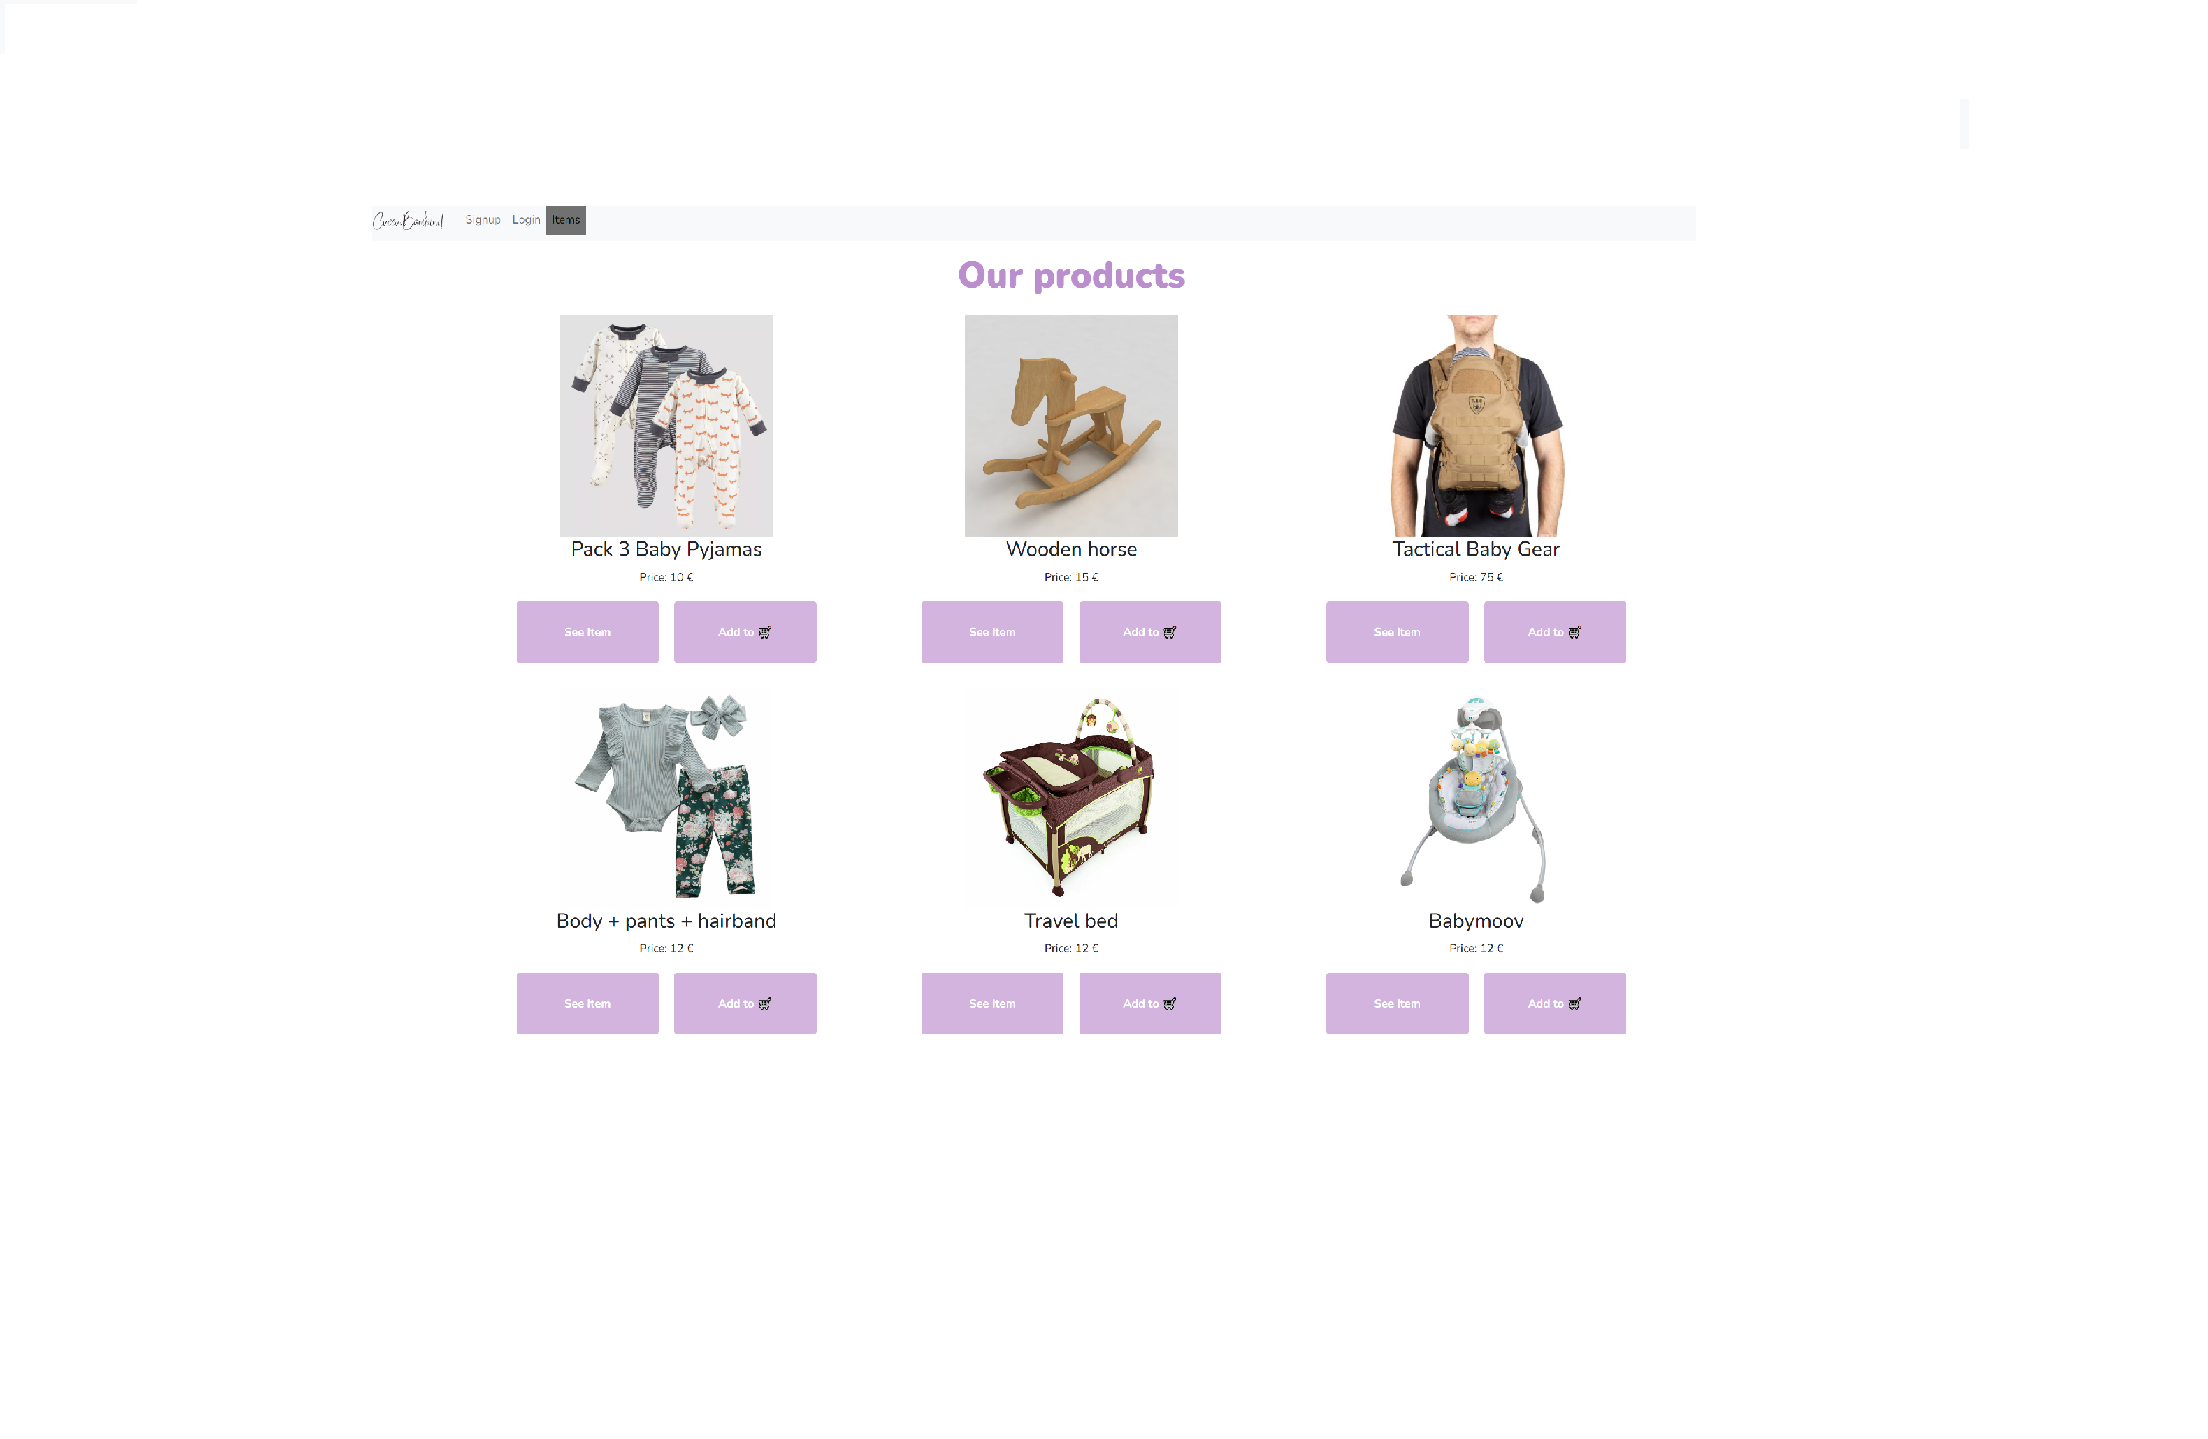 Signup Login Items
Our products
Pack 3 Baby Pyjamas
Price: 10 €
See Item Add to
Wooden horse
Price: 15 €
See Item Add to
Tactical Baby Gear
Price: 75 €
See Item Add to
Body + pants + hairband
Price: 12 €
See Item Add to
Travel bed
Price: 12 €
See Item Add to
Babymoov
Price: 12 €
See Item Add to